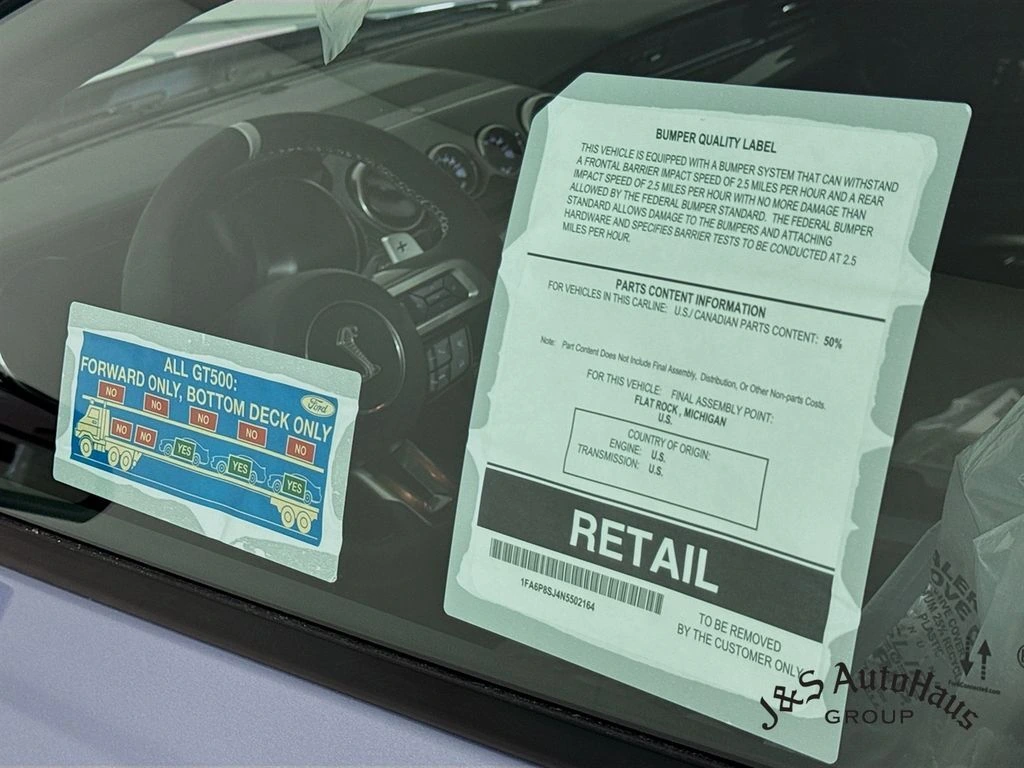 BUMPER QUALITY LABEL
THIS VEHICLE IS EQUIPPED WITH A BUMPER SYSTEM THAT CAN WITHSTAND
A FRONTAL BARRIER IMPACT SPEED OF 2.5 MILES PER HOUR AND A REAR
IMPACT SPEED OF 2.5 MILES PER HOUR WITH NO MORE DAMAGE THAN
ALLOWED BY THE FEDERAL BUMPER STANDARD. THE FEDERAL BUMPER
STANDARD ALLOWS DAMAGE TO THE BUMPERS AND ATTACHING
HARDWARE AND SPECIFIES BARRIER TESTS TO BE CONDUCTED AT 2.5
MILES PER HOUR.
PARTS CONTENT INFORMATION
FOR VEHICLES IN THIS CARLINE: U.S./ CANADIAN PARTS CONTENT: 50%
Note: Part Content Does Not Include Final Assembly, Distribution, Or Other Non-parts Costs.
FOR THIS VEHICLE: FINAL ASSEMBLY POINT:
FLAT ROCK, MICHIGAN
U.S.
COUNTRY OF ORIGIN:
ENGINE: U.S.
TRANSMISSION: U.S.
RETAIL
1FA6P8SJ4N5502164
TO BE REMOVED
BY THE CUSTOMER ONLY
ALL GT500:
FORWARD ONLY, BOTTOM DECK ONLY
Ford
NO NO NO NO NO
NO NO YES YES YES
+
J&S AutoHaus
GROUP